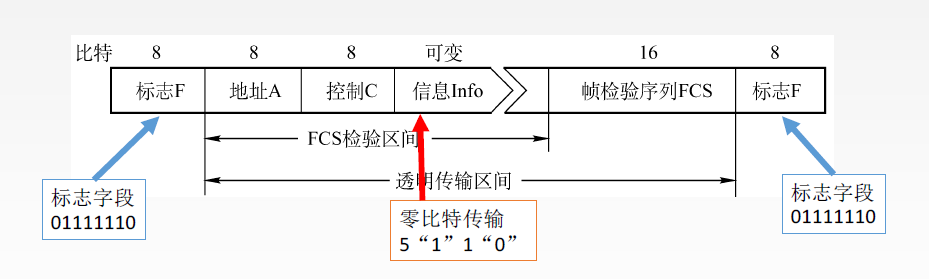 比特 8 8 8 可变 16 8
标志F 地址A 控制C 信息Info 帧检验序列FCS 标志F
FCS检验区间
透明传输区间
标志字段
01111110
零比特传输
5“1”1“0”
标志字段
01111110